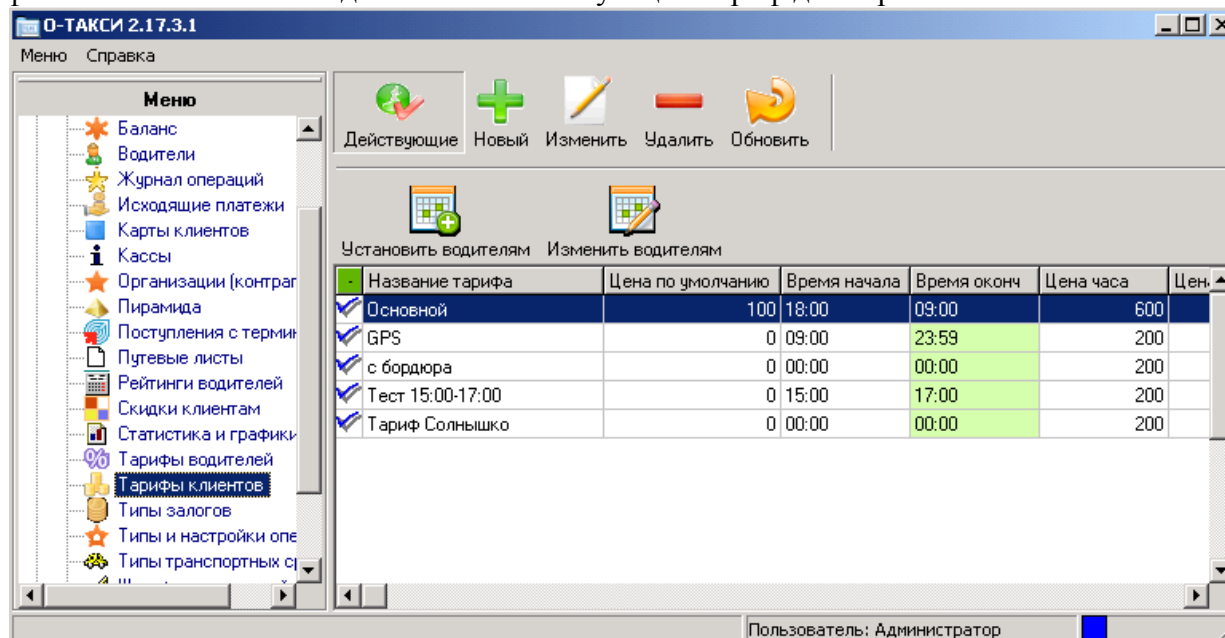 О-ТАКСИ 2.17.3.1
Меню Справка
Меню
Баланс
Водители
Журнал операций
Исходящие платежи
Карты клиентов
Кассы
Организации (контраг
Пирамида
Поступления с термин
Путевые листы
Рейтинги водителей
Скидки клиентам
Статистика и графики
Тарифы водителей
Тарифы клиентов
Типы залогов
Типы и настройки опе
Типы транспортных ср
Действующие Новый Изменить Удалить Обновить
Установить водителям Изменить водителям
Название тарифа Цена по умолчанию Время начала Время оконч Цена часа Цен
Основной 100 18:00 09:00 600
GPS 0 09:00 23:59 200
с бордюра 0 00:00 00:00 200
Тест 15:00-17:00 0 15:00 17:00 200
Тариф Солнышко 0 00:00 00:00 200
Пользователь: Администратор